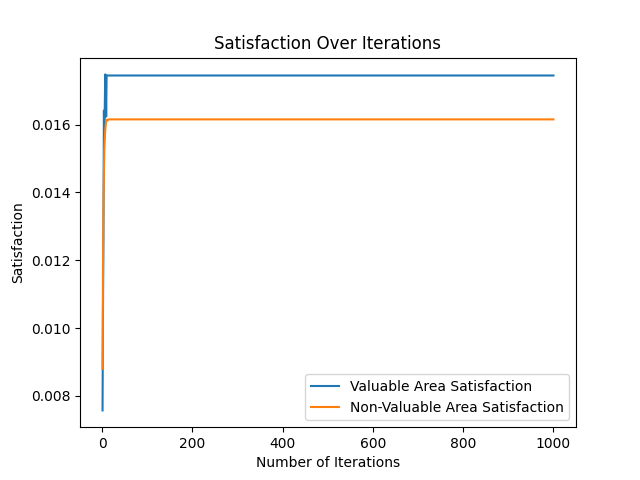 Satisfaction Over Iterations
Satisfaction
0.016
0.014
0.012
0.010
0.008
Valuable Area Satisfaction
Non-Valuable Area Satisfaction
0 200 400 600 800 1000
Number of Iterations